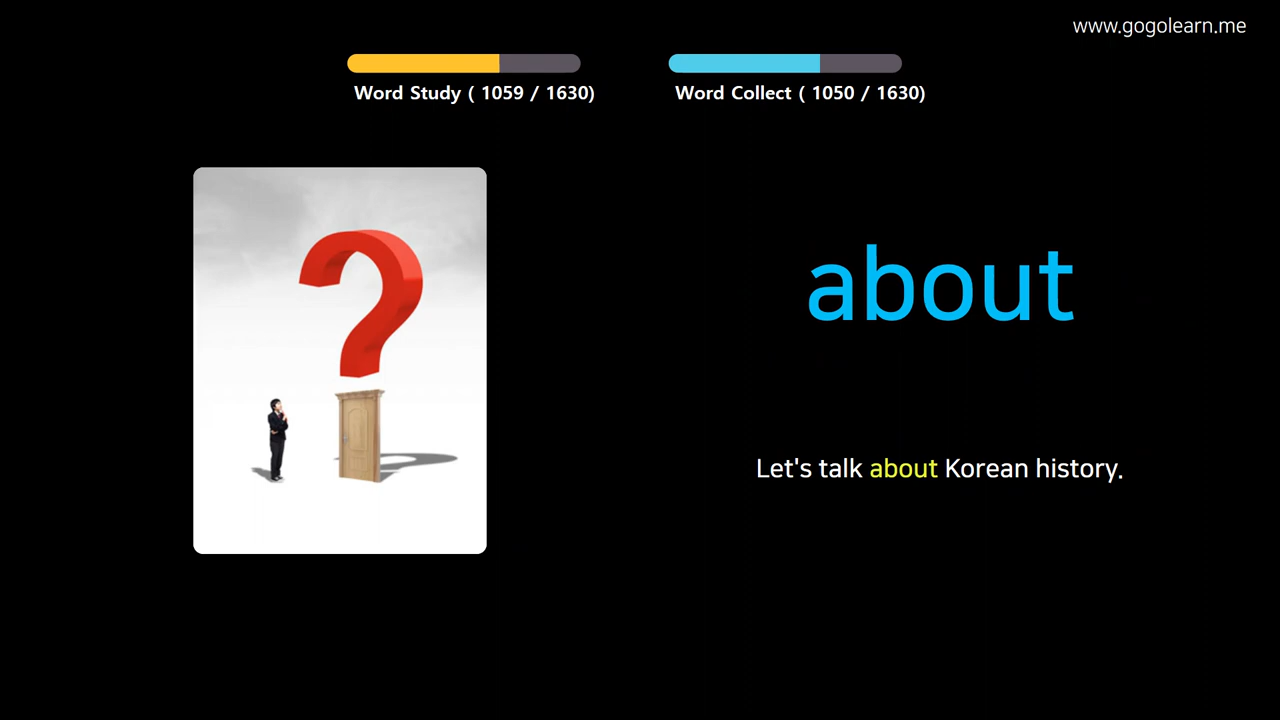 www.gogolearn.me
Word Study ( 1059 / 1630)
Word Collect ( 1050 / 1630)
about
Let's talk about Korean history.